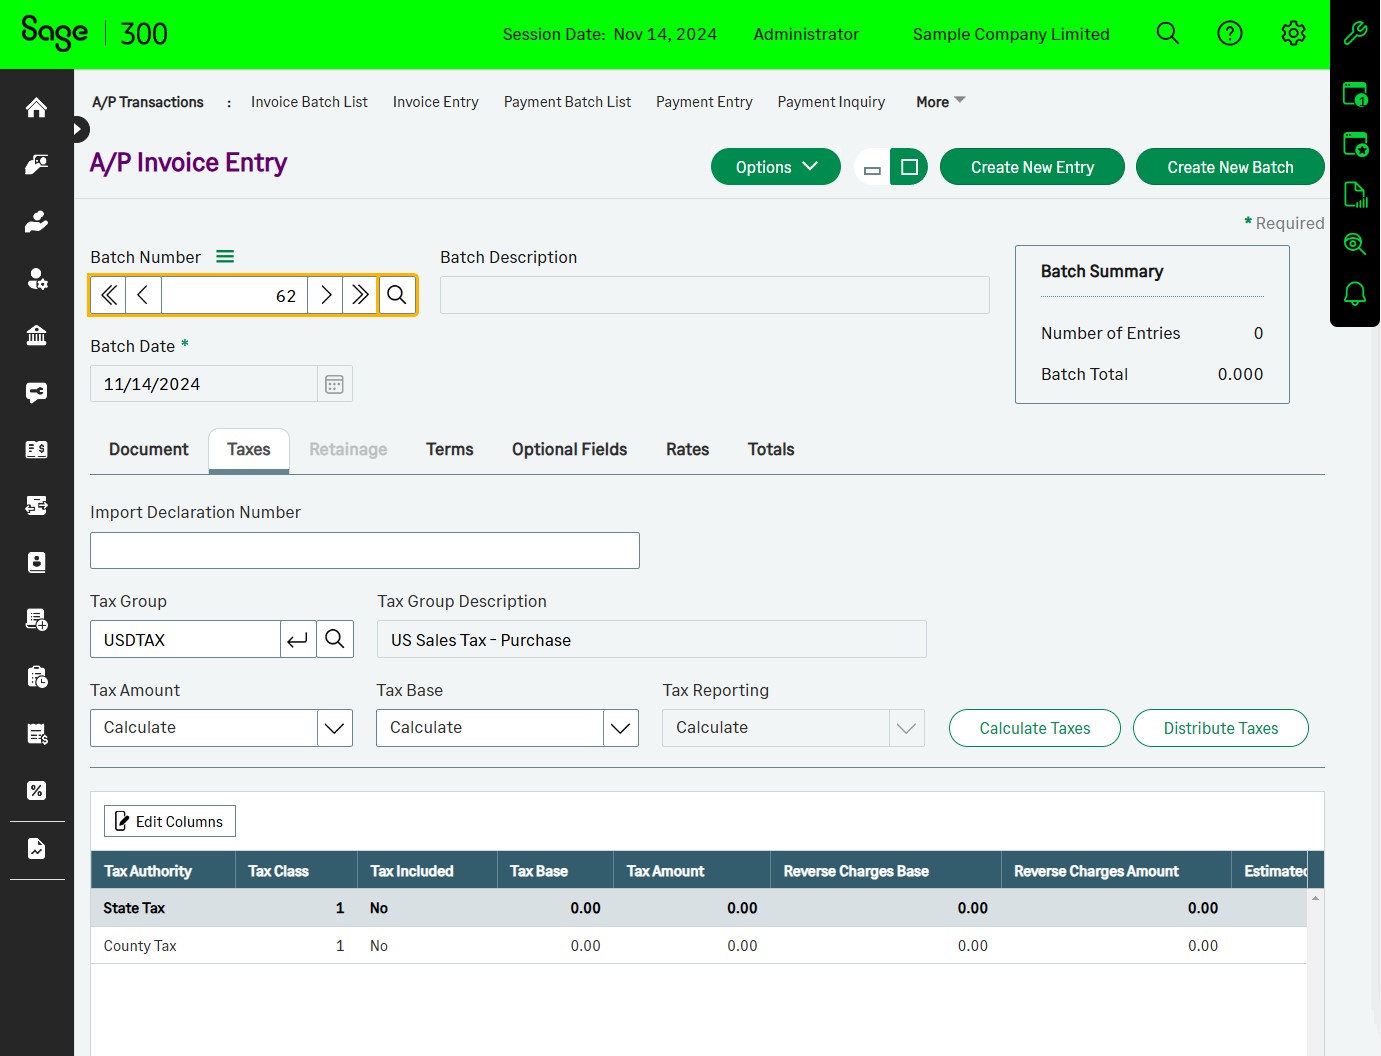 Sage 300
Session Date: Nov 14, 2024 Administrator Sample Company Limited
A/P Transactions : Invoice Batch List Invoice Entry Payment Batch List Payment Entry Payment Inquiry More
A/P Invoice Entry
Options Create New Entry Create New Batch
* Required
Batch Number Batch Description
62
Batch Summary
Number of Entries 0
Batch Total 0.000
Batch Date *
11/14/2024
Document Taxes Retainage Terms Optional Fields Rates Totals
Import Declaration Number
Tax Group Tax Group Description
USDTAX US Sales Tax - Purchase
Tax Amount Tax Base Tax Reporting
Calculate Calculate Calculate Calculate Taxes Distribute Taxes
Edit Columns
Tax Authority Tax Class Tax Included Tax Base Tax Amount Reverse Charges Base Reverse Charges Amount Estimated
State Tax 1 No 0.00 0.00 0.00 0.00
County Tax 1 No 0.00 0.00 0.00 0.00